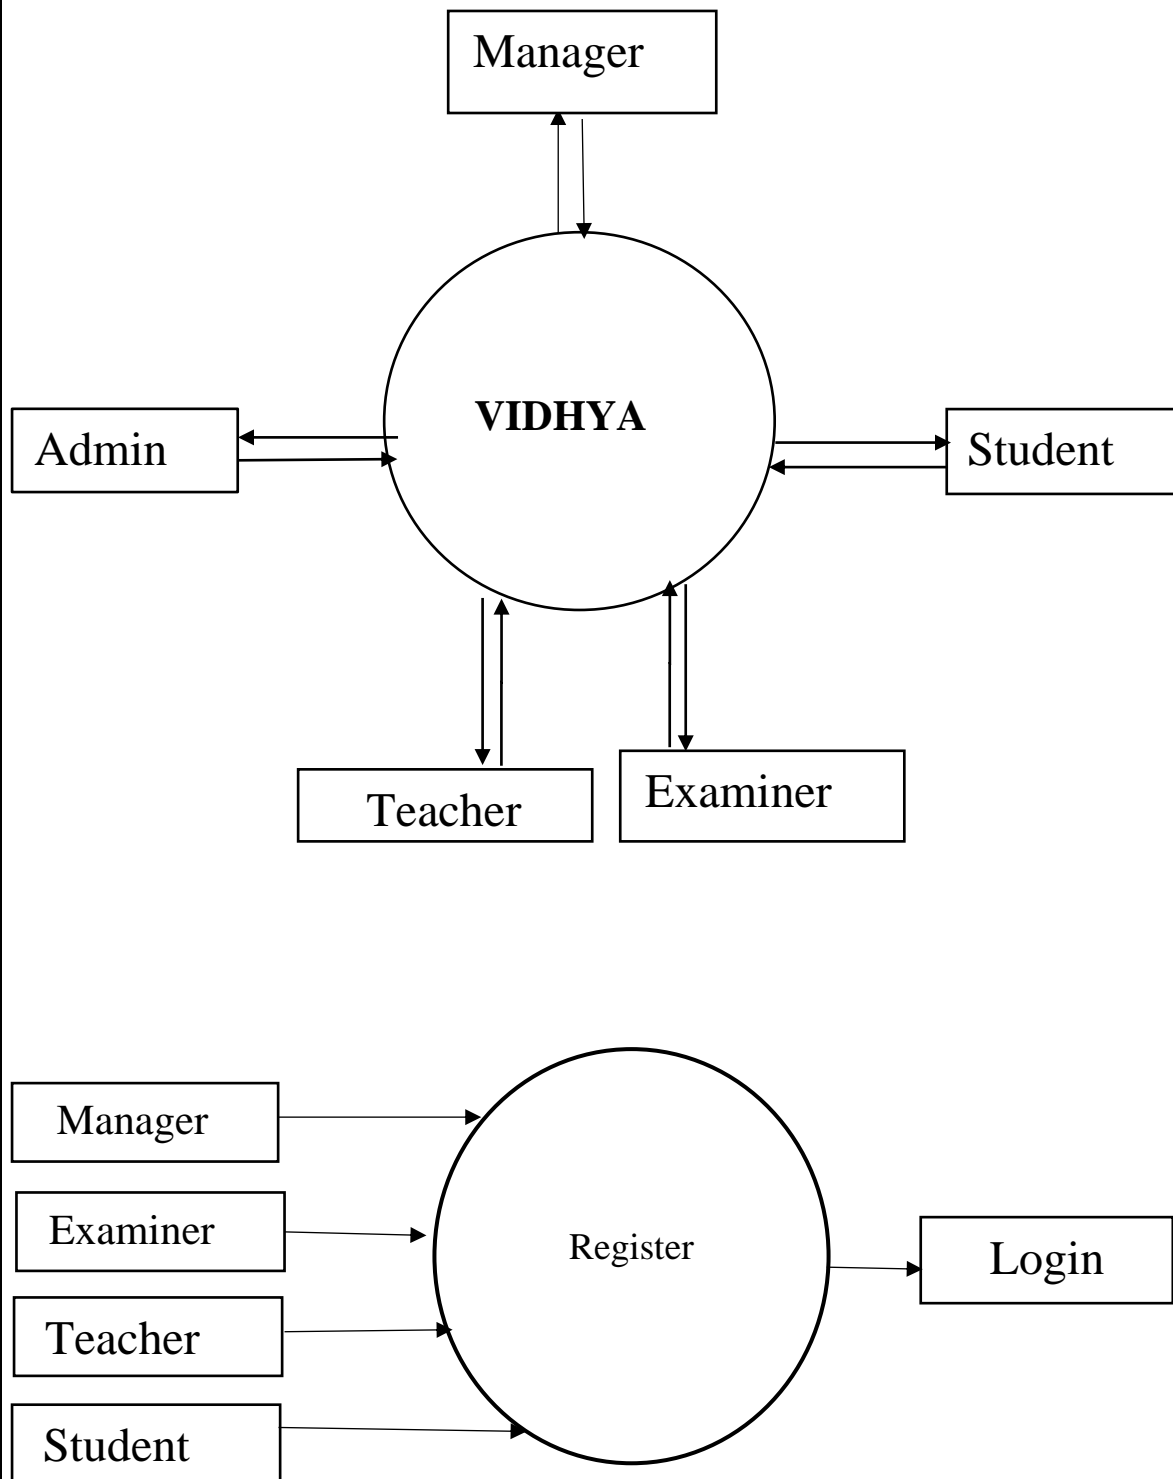 Manager
VIDHYA
Admin
Student
Teacher
Examiner
Manager
Examiner
Register
Login
Teacher
Student